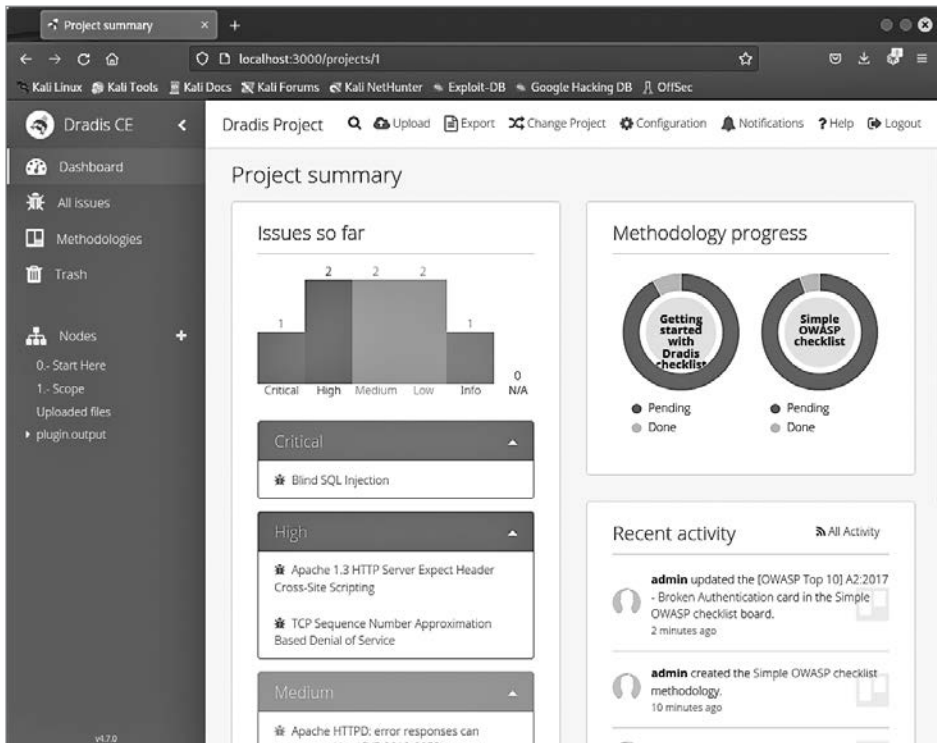 Project summary
localhost:3000/projects/1
Kali Linux Kali Tools Kali Docs Kali Forums Kali NetHunter Exploit-DB Google Hacking DB OffSec
Dradis CE
Dashboard
All issues
Methodologies
Trash
Nodes
0.- Start Here
1.- Scope
Uploaded files
plugin.output
v4.7.0
Dradis Project Upload Export Change Project Configuration Notifications ? Help Logout
Project summary
Issues so far
1 2 2 2 1 0
Critical High Medium Low Info N/A
Critical
Blind SQL Injection
High
Apache 1.3 HTTP Server Expect Header
Cross-Site Scripting
TCP Sequence Number Approximation
Based Denial of Service
Medium
Apache HTTPD: error responses can
Methodology progress
Getting
started
with
Dradis
checklist
Pending
Done
Simple
OWASP
checklist
Pending
Done
Recent activity
All Activity
admin updated the [OWASP Top 10] A2:2017
- Broken Authentication card in the Simple
OWASP checklist board.
2 minutes ago
admin created the Simple OWASP checklist
methodology.
10 minutes ago